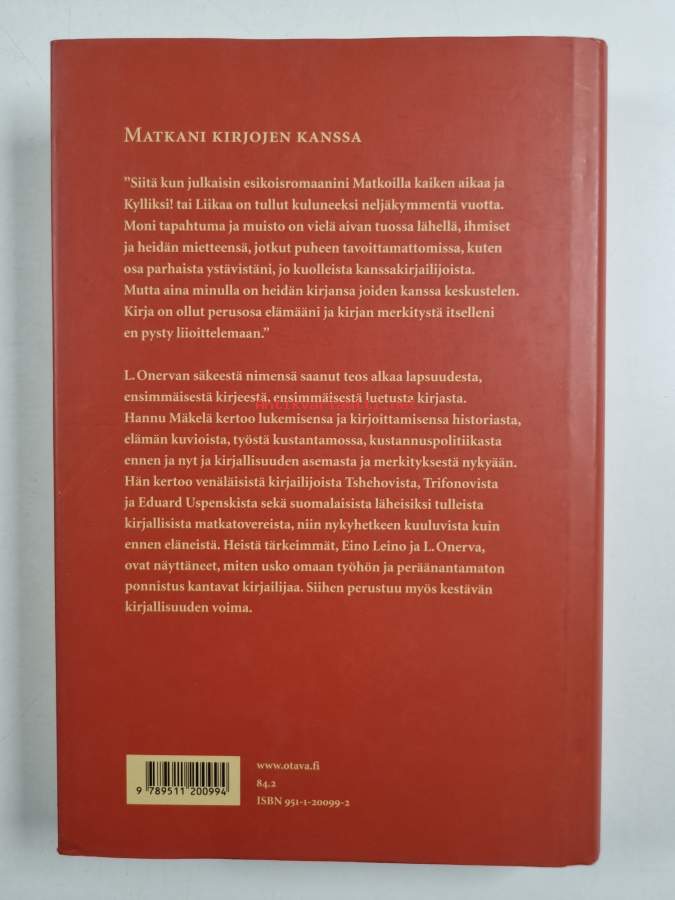 MATKANI KIRJOJEN KANSSA
”Siitä kun julkaisin esikoisromaanini Matkoilla kaiken aikaa ja
Kylliksi! tai Liikaa on tullut kuluneeksi neljäkymmentä vuotta.
Moni tapahtuma ja muisto on vielä aivan tuossa lähellä, ihmiset
ja heidän mietteensä, jotkut puheen tavoittamattomissa, kuten
osa parhaista ystävistäni, jo kuolleista kanssakirjailijoista.
Mutta aina minulla on heidän kirjansa joiden kanssa keskustelen.
Kirja on ollut perusosa elämääni ja kirjan merkitystä itselleni
en pysty liioittelemaan.”
L. Onervan säkeestä nimensä saanut teos alkaa lapsuudesta,
ensimmäisestä kirjeestä, ensimmäisestä luetusta kirjasta.
Antikvariaatti.net
Hannu Mäkelä kertoo lukemisensa ja kirjoittamisensa historiasta,
elämän kuvioista, työstä kustantamossa, kustannuspolitiikasta
ennen ja nyt ja kirjallisuuden asemasta ja merkityksestä nykyään.
Hän kertoo venäläisistä kirjailijoista Tshehovista, Trifonovista
ja Eduard Uspenskista sekä suomalaisista läheisiksi tulleista
kirjallisista matkatovereista, niin nykyhetkeen kuuluvista kuin
ennen eläneistä. Heistä tärkeimmät, Eino Leino ja L. Onerva,
ovat näyttäneet, miten usko omaan työhön ja peräänantamaton
ponnistus kantavat kirjailijaa. Siihen perustuu myös kestävän
kirjallisuuden voima.
9 789511 200994
www.otava.fi
84.2
ISBN 951-1-20099-2